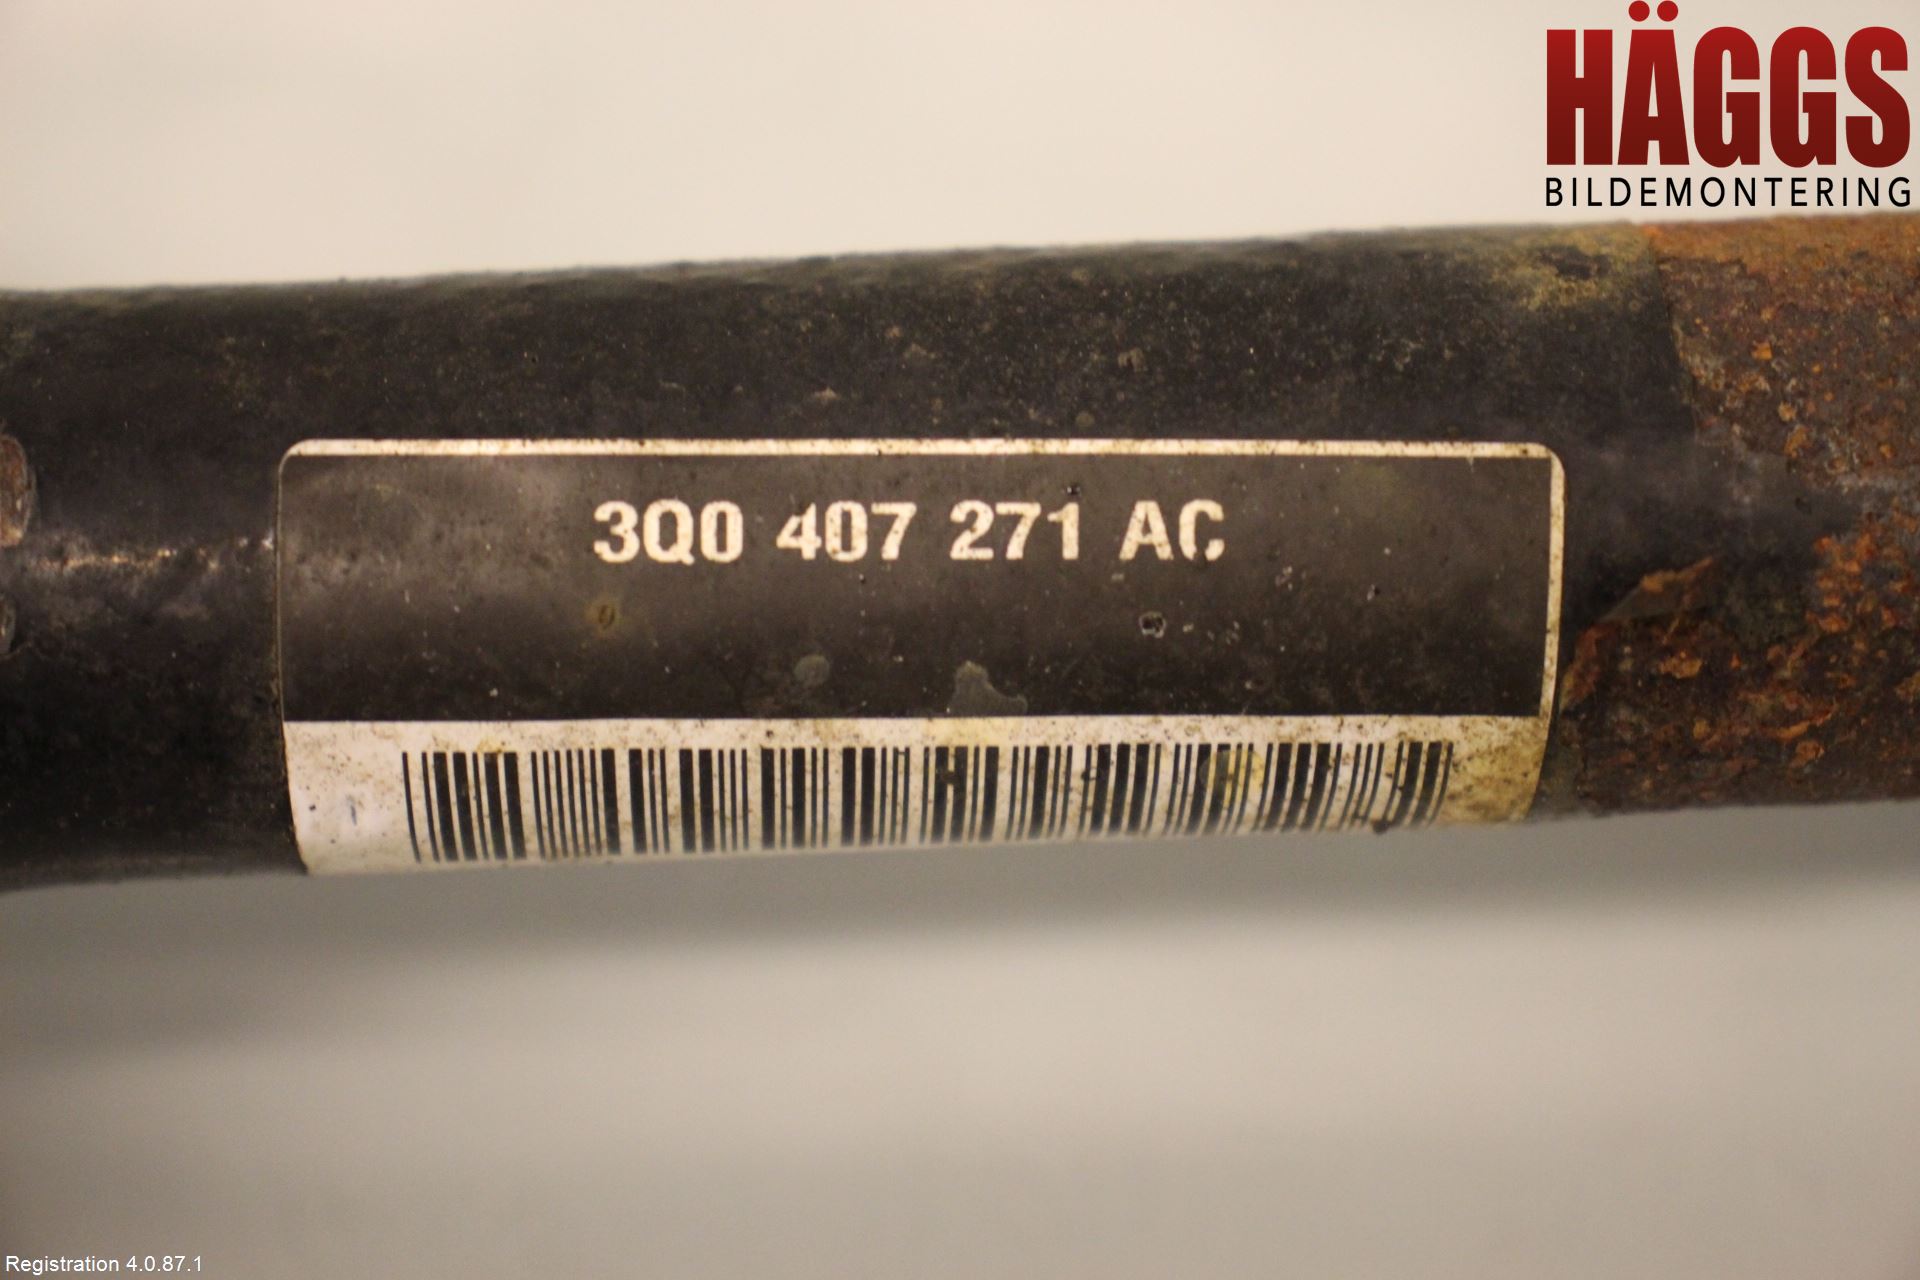 HÄGGS
BILDEMONTERING
3Q0 407 271 AC
Registration 4.0.87.1